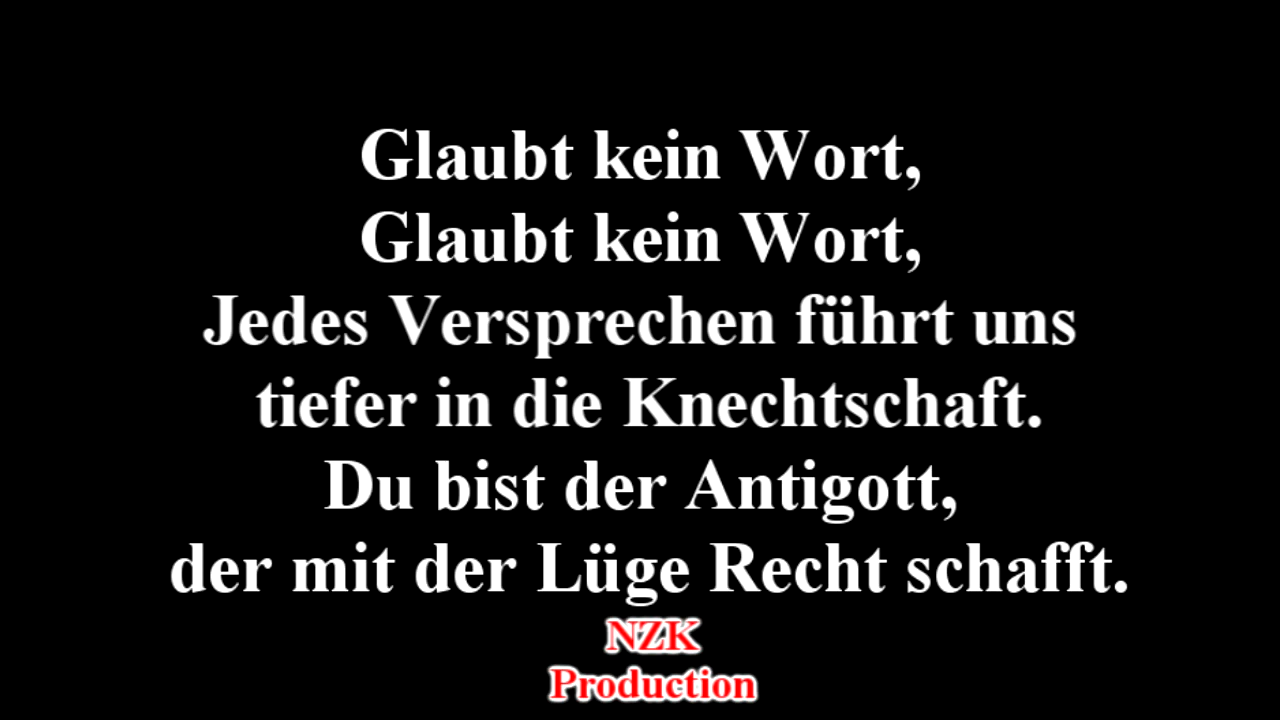 Glaubt kein Wort,
Glaubt kein Wort,
Jedes Versprechen führt uns
tiefer in die Knechtschaft.
Du bist der Antigott,
der mit der Lüge Recht schafft.
NZK
Production